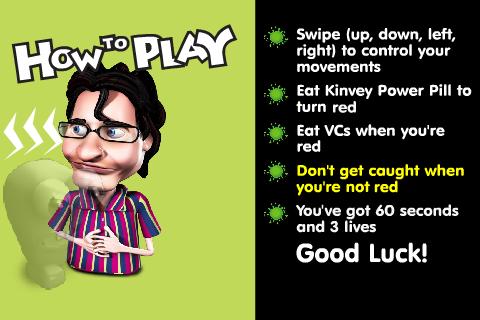 HOW TO PLAY
Swipe (up, down, left,
right) to control your
movements
Eat Kinvey Power Pill to
turn red
Eat VCs when you're
red
Don't get caught when
you're not red
You've got 60 seconds
and 3 lives
Good Luck!